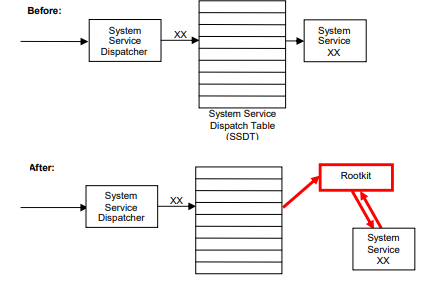 Before:
System
Service
Dispatcher
XX
System
Service
XX
System Service
Dispatch Table
(SSDT)
After:
System
Service
Dispatcher
XX
Rootkit
System
Service
XX